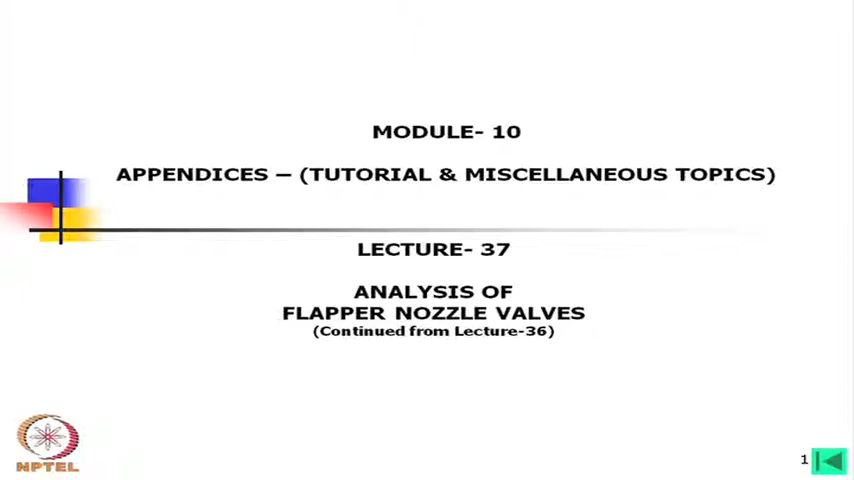 MODULE- 10
APPENDICES – (TUTORIAL & MISCELLANEOUS TOPICS)
LECTURE- 37
ANALYSIS OF
FLAPPER NOZZLE VALVES
(Continued from Lecture-36)
NPTEL
1